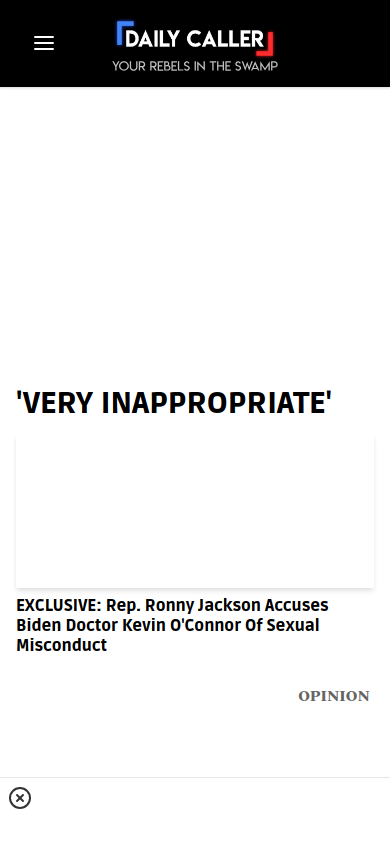 DAILY CALLER
YOUR REBELS IN THE SWAMP
'VERY INAPPROPRIATE'
EXCLUSIVE: Rep. Ronny Jackson Accuses
Biden Doctor Kevin O'Connor Of Sexual
Misconduct
OPINION